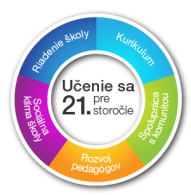 Učenie sa
21. pre
storočie
Riadenie školy
Kurikulum
Spolupráca
s komunitou
Rozvoj
pedagógov
Sociálna
klíma školy